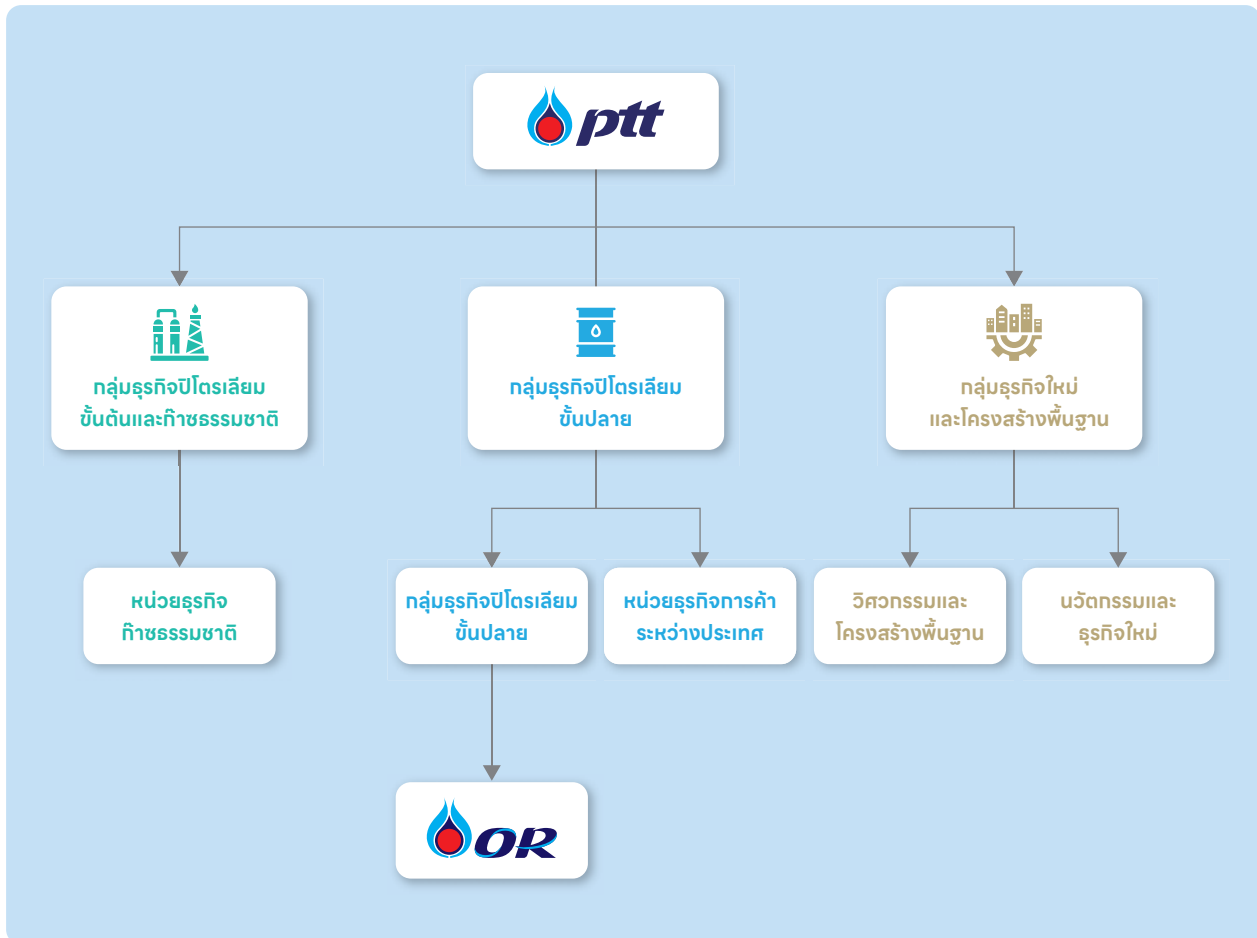 ptt
กลุ่มธุรกิจปิโตรเลียม
ขั้นต้นและก๊าซธรรมชาติ
กลุ่มธุรกิจปิโตรเลียม
ขั้นปลาย
กลุ่มธุรกิจใหม่
และโครงสร้างพื้นฐาน
หน่วยธุรกิจ
ก๊าซธรรมชาติ
กลุ่มธุรกิจปิโตรเลียม
ขั้นปลาย
หน่วยธุรกิจการค้า
ระหว่างประเทศ
วิศวกรรมและ
โครงสร้างพื้นฐาน
นวัตกรรมและ
ธุรกิจใหม่
OR